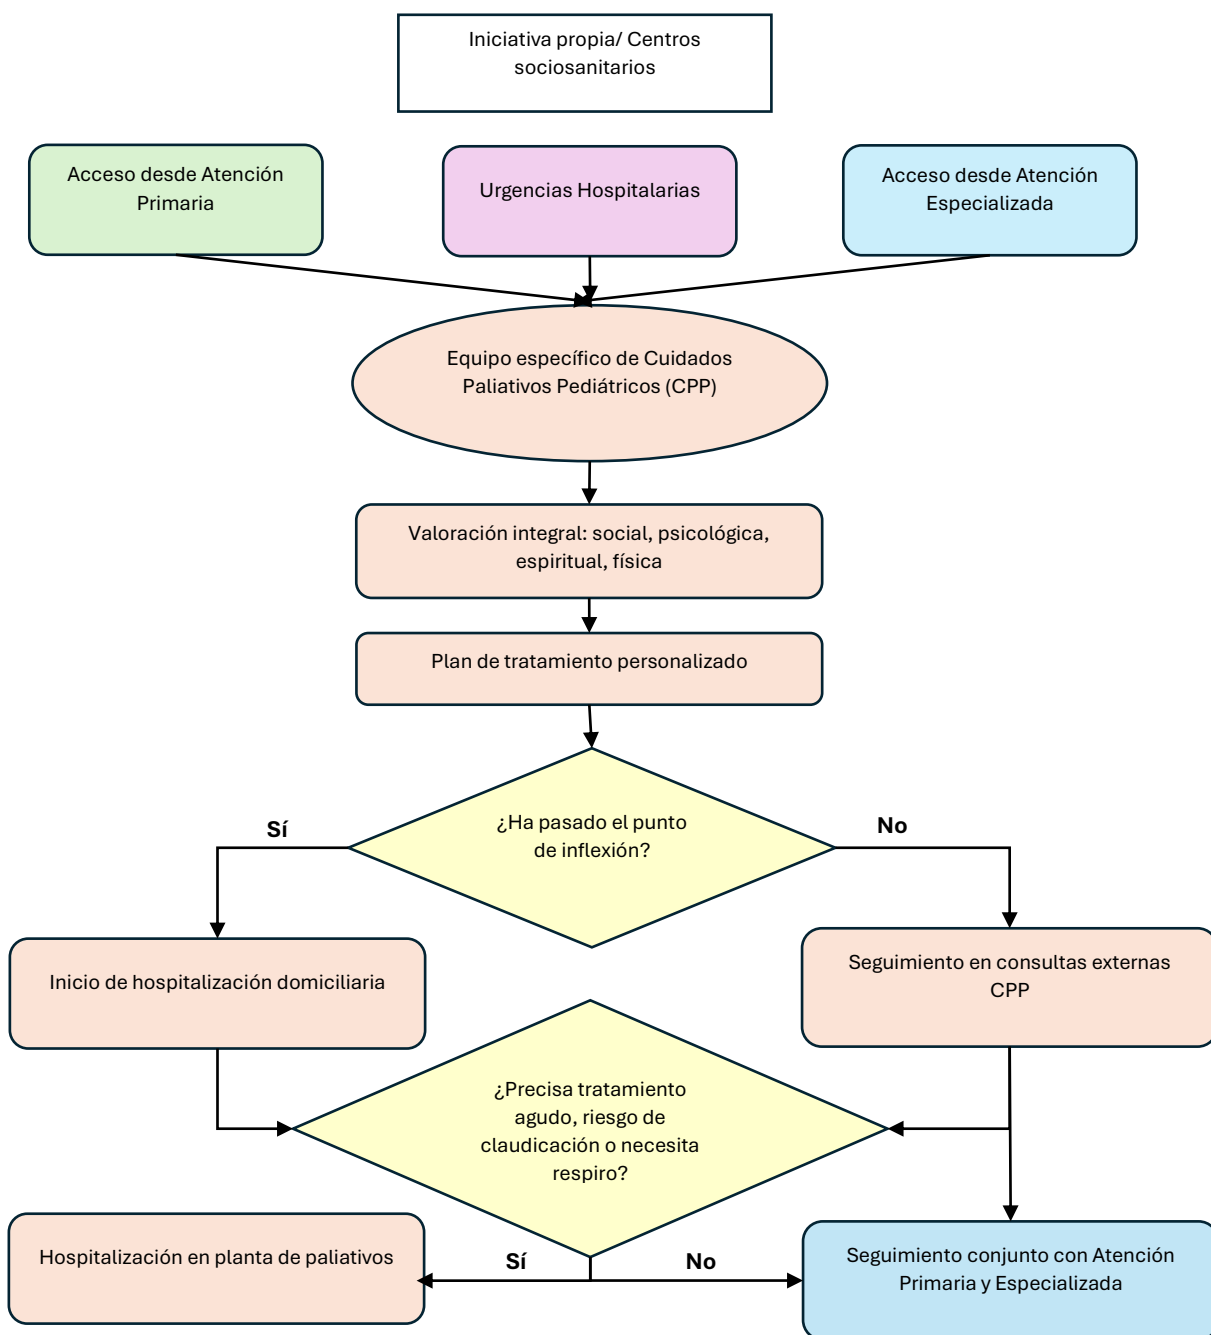 Iniciativa propia/ Centros
sociosanitarios
Acceso desde Atención
Primaria
Urgencias Hospitalarias
Acceso desde Atención
Especializada
Equipo específico de Cuidados
Paliativos Pediátricos (CPP)
Valoración integral: social, psicológica,
espiritual, física
Plan de tratamiento personalizado
¿Ha pasado el punto
de inflexión?
Sí
No
Inicio de hospitalización domiciliaria
Seguimiento en consultas externas
CPP
¿Precisa tratamiento
agudo, riesgo de
claudicación o necesita
respiro?
Hospitalización en planta de paliativos
Sí
No
Seguimiento conjunto con Atención
Primaria y Especializada